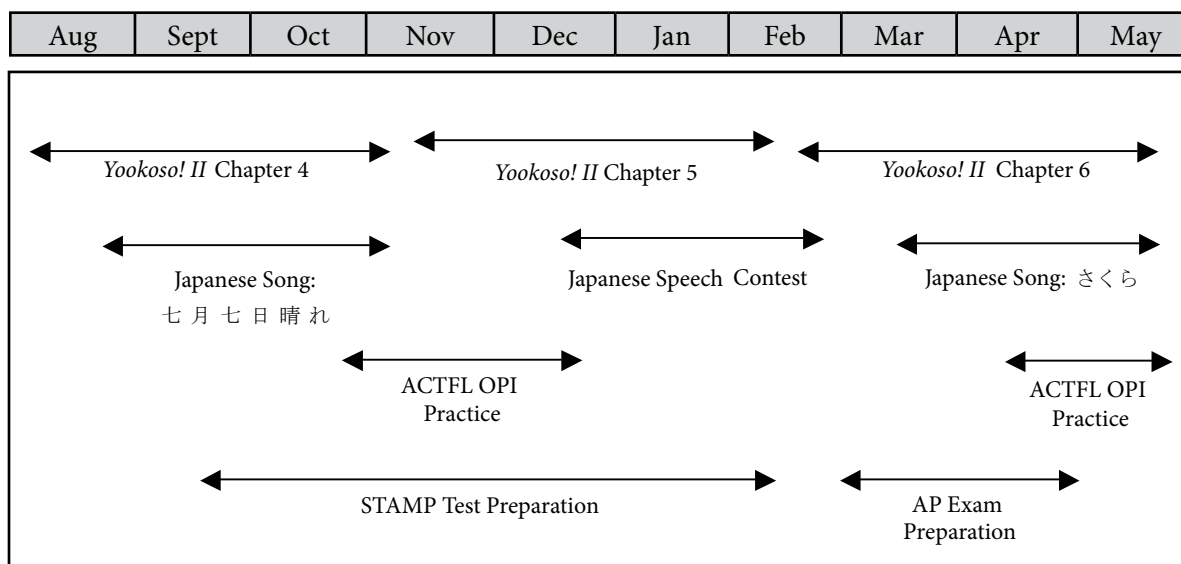 Aug Sept Oct Nov Dec Jan Feb Mar Apr May
Yookoso! II Chapter 4
Yookoso! II Chapter 5
Yookoso! II Chapter 6
Japanese Song:
七月七日晴れ
Japanese Speech Contest
Japanese Song: さくら
ACTFL OPI
Practice
ACTFL OPI
Practice
STAMP Test Preparation
AP Exam
Preparation